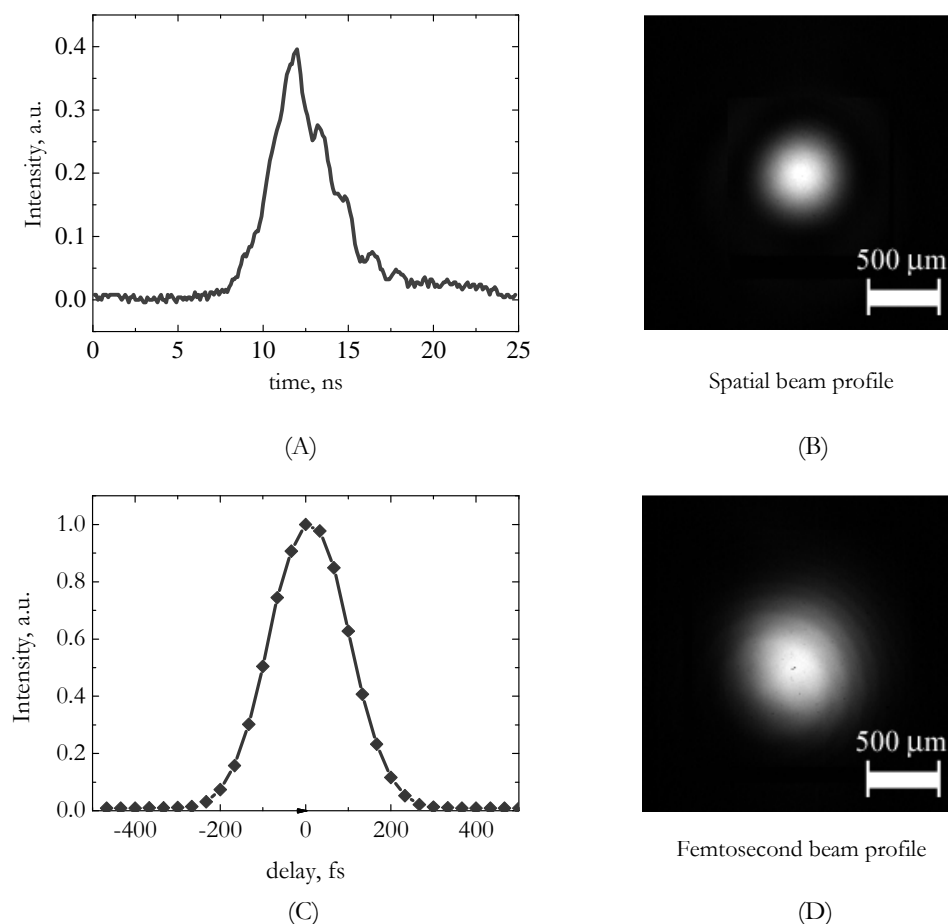 Intensity, a.u.
0.4
0.3
0.2
0.1
0.0
0 5 10 15 20 25
time, ns
(A)
500 µm
Spatial beam profile
(B)
Intensity, a.u.
1.0
0.8
0.6
0.4
0.2
0.0
-400 -200 0 200 400
delay, fs
(C)
500 µm
Femtosecond beam profile
(D)